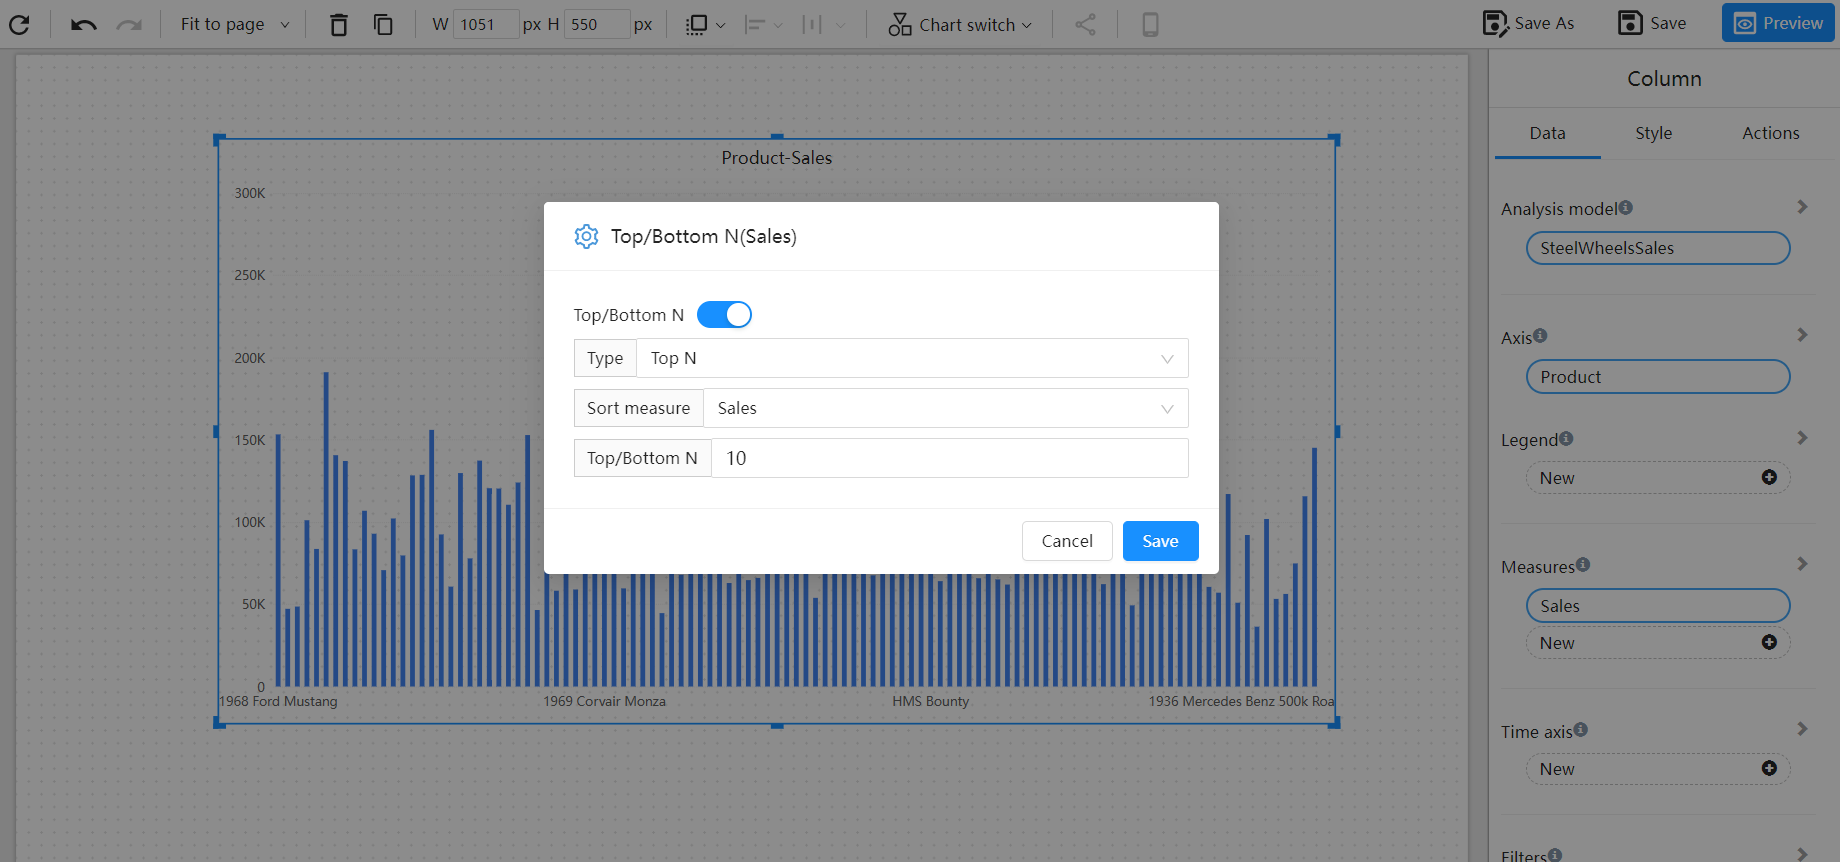 Fit to page
W 1051 px H 550 px
Chart switch
Save As
Save
Preview
Column
Data Style Actions
Analysis model
SteelWheelsSales
Axis
Product
Legend
New
Measures
Sales
New
Time axis
New
Filters
Product-Sales
300K
250K
200K
150K
100K
50K
0
1968 Ford Mustang
1969 Corvair Monza
HMS Bounty
1936 Mercedes Benz 500k Roa
Top/Bottom N(Sales)
Top/Bottom N
Type Top N
Sort measure Sales
Top/Bottom N 10
Cancel Save